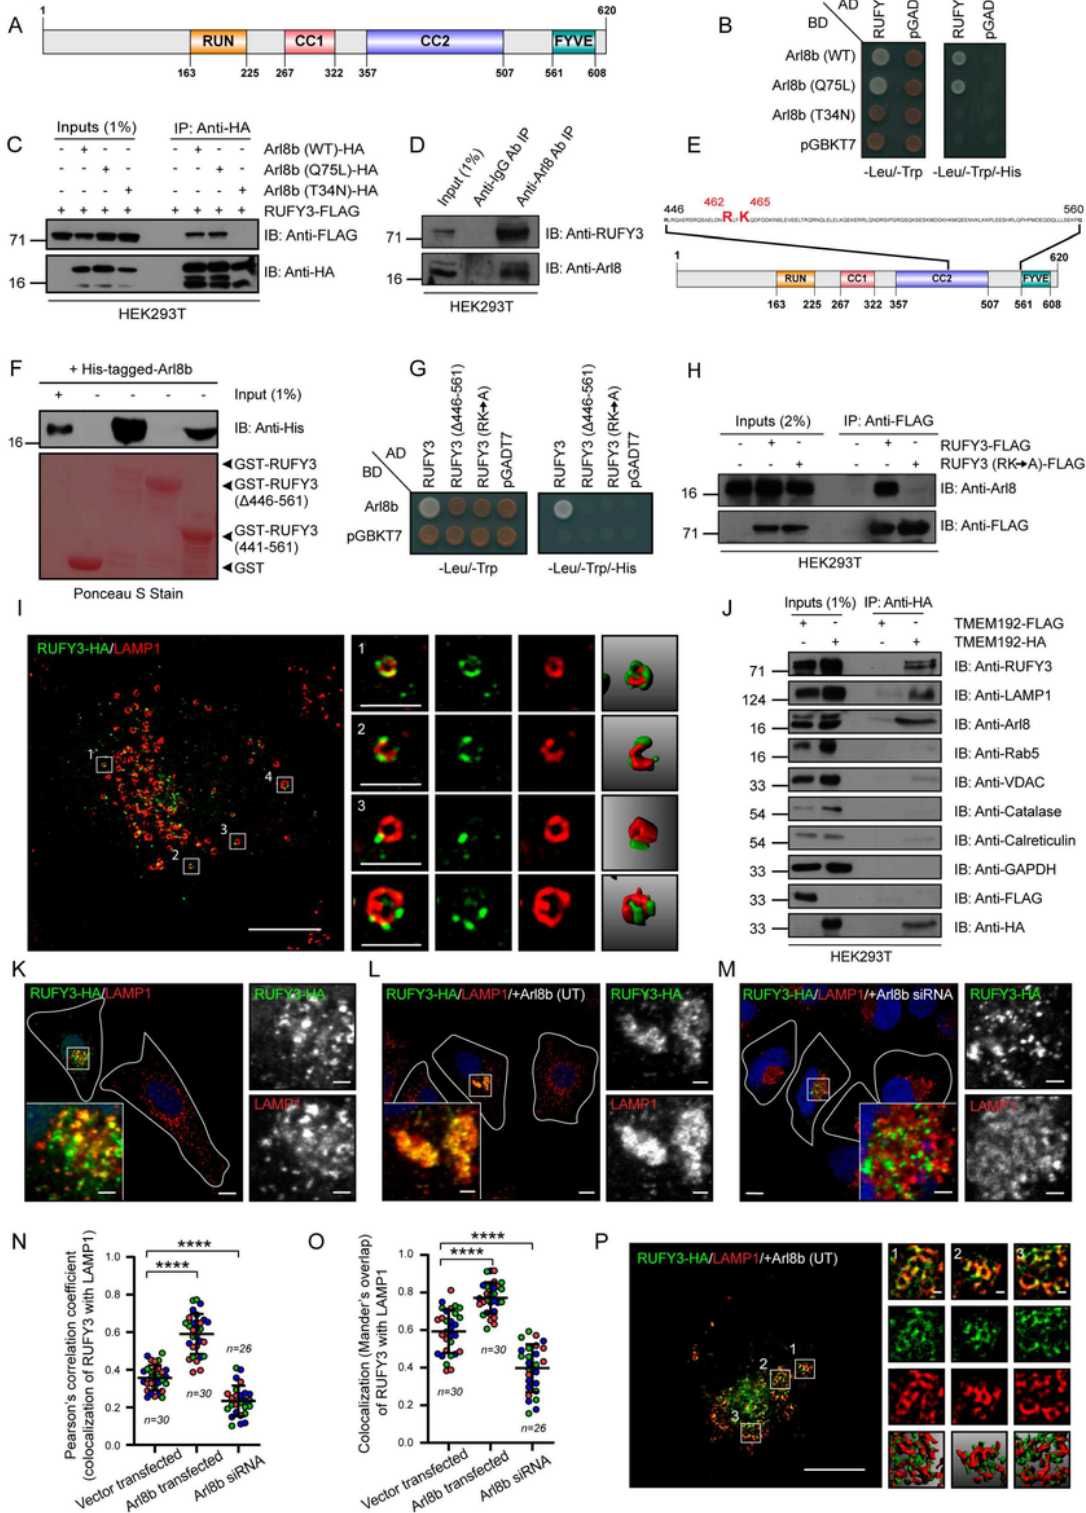 A
1
620
RUN
CC1
CC2
FYVE
163
225
267
322
357
507
561
608
B
AD
BD
RUFY
pGAD
RUFY
pGAD
Arl8b (WT)
Arl8b (Q75L)
Arl8b (T34N)
pGBKT7
-Leu/-Trp
-Leu/-Trp/-His
C
Inputs (1%)
IP: Anti-HA
- + - - - + - - Arl8b (WT)-HA
- - + - - - + - Arl8b (Q75L)-HA
- - - + - - - + Arl8b (T34N)-HA
+ + + + + + + + RUFY3-FLAG
71
IB: Anti-FLAG
16
IB: Anti-HA
HEK293T
D
Input (1%)
Anti-IgG Ab IP
Anti-Arl8 Ab IP
71
IB: Anti-RUFY3
16
IB: Anti-Arl8
HEK293T
E
462
465
446
R
K
560
1
620
RUN
CC1
CC2
FYVE
163
225
267
322
357
507
561
608
F
+ His-tagged-Arl8b
+ - - - - Input (1%)
16
IB: Anti-His
GST-RUFY3
GST-RUFY3
(Δ446-561)
GST-RUFY3
(441-561)
GST
Ponceau S Stain
G
AD
BD
RUFY3
RUFY3 (Δ446-561)
RUFY3 (RK→A)
pGADT7
RUFY3
RUFY3 (Δ446-561)
RUFY3 (RK→A)
pGADT7
Arl8b
pGBKT7
-Leu/-Trp
-Leu/-Trp/-His
H
Inputs (2%)
IP: Anti-FLAG
- + - - + - RUFY3-FLAG
- - + - - + RUFY3 (RK→A)-FLAG
16
IB: Anti-Arl8
71
IB: Anti-FLAG
HEK293T
I
RUFY3-HA/LAMP1
1
2
3
4
1
2
3
J
Inputs (1%)
IP: Anti-HA
+ - + - TMEM192-FLAG
- + - + TMEM192-HA
71
IB: Anti-RUFY3
124
IB: Anti-LAMP1
16
IB: Anti-Arl8
16
IB: Anti-Rab5
33
IB: Anti-VDAC
54
IB: Anti-Catalase
54
IB: Anti-Calreticulin
33
IB: Anti-GAPDH
33
IB: Anti-FLAG
33
IB: Anti-HA
HEK293T
K
RUFY3-HA/LAMP1
RUFY3-HA
LAMP1
L
RUFY3-HA/LAMP1/+Arl8b (UT)
RUFY3-HA
LAMP1
M
RUFY3-HA/LAMP1/+Arl8b siRNA
RUFY3-HA
LAMP1
N
Pearson's correlation coefficient
(colocalization of RUFY3 with LAMP1)
1.0
0.8
0.6
0.4
0.2
0.0
****
****
n=30
n=30
n=26
Vector transfected
Arl8b transfected
Arl8b siRNA
O
Colocalization (Mander's overlap)
of RUFY3 with LAMP1
1.0
0.8
0.6
0.4
0.2
0.0
****
****
n=30
n=30
n=26
Vector transfected
Arl8b transfected
Arl8b siRNA
P
RUFY3-HA/LAMP1/+Arl8b (UT)
1
2
3
1
2
3